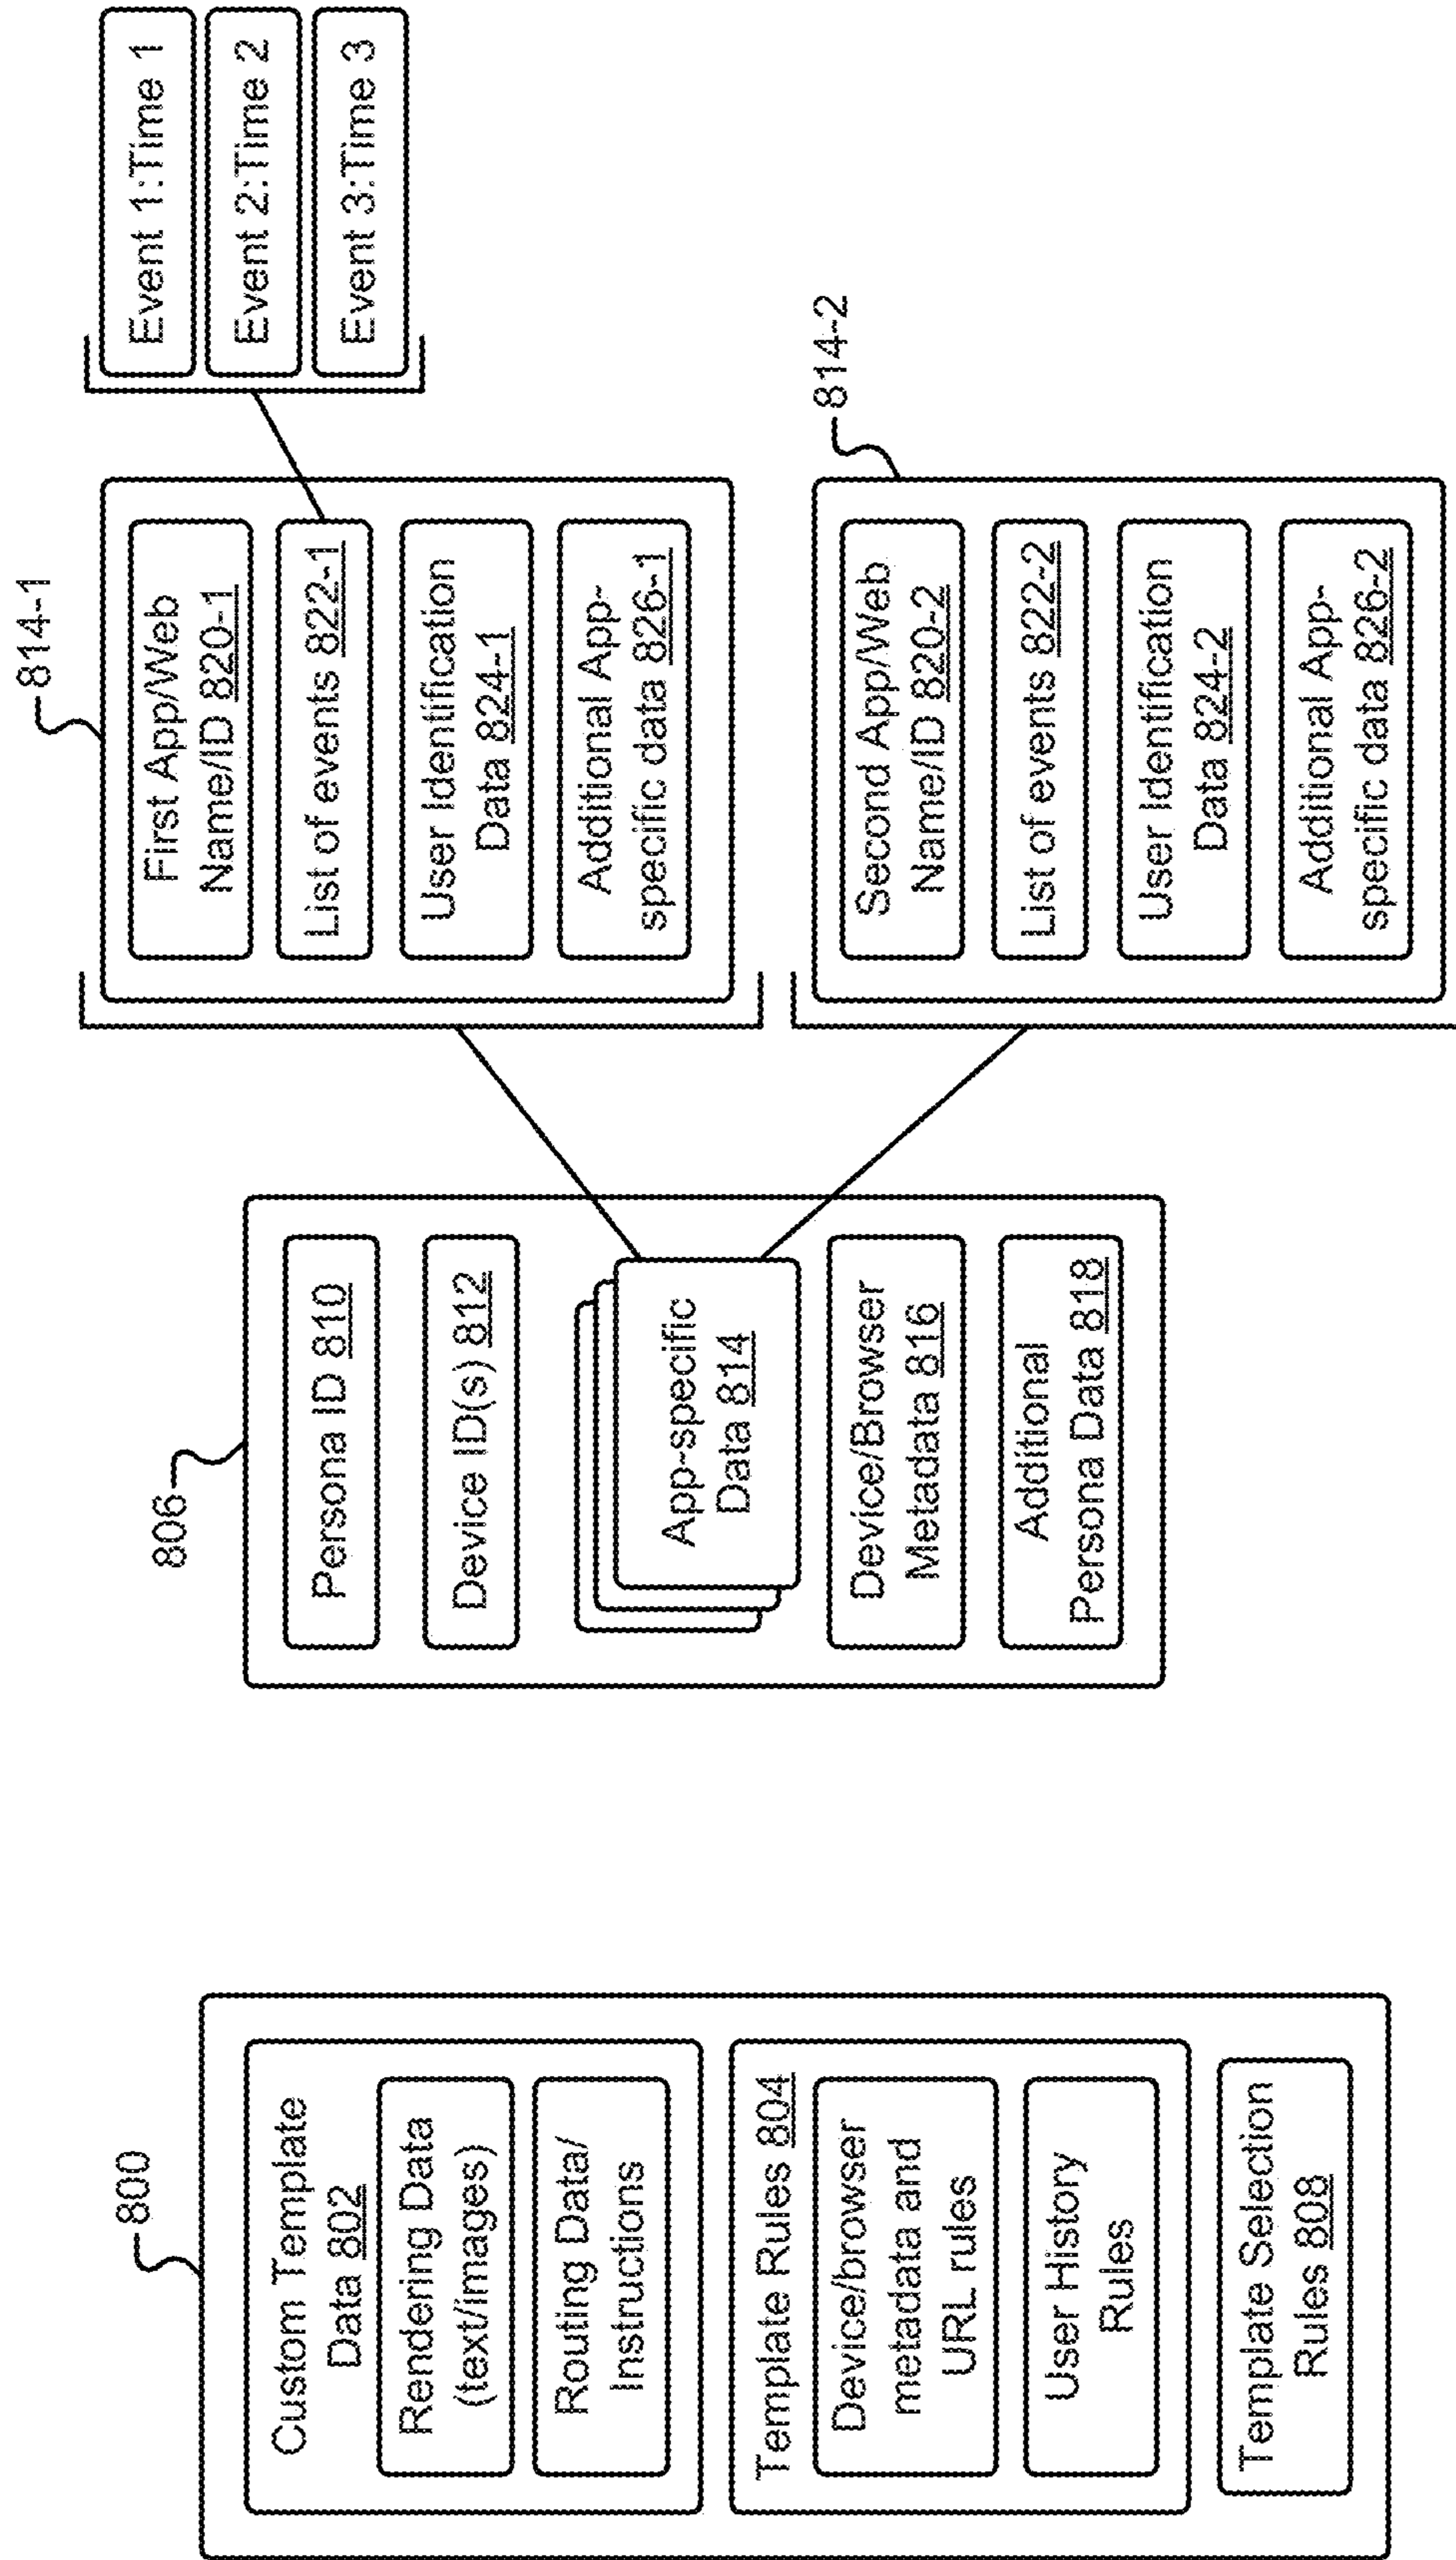 800
Custom Template
Data 802
Rendering Data
(text/images)
Routing Data/
Instructions
Template Rules 804
Device/browser
metadata and
URL rules
User History
Rules
Template Selection
Rules 808
806
Persona ID 810
Device ID(s) 812
App-specific
Data 814
Device/Browser
Metadata 816
Additional
Persona Data 818
814-1
First App/Web
Name/ID 820-1
List of events 822-1
User Identification
Data 824-1
Additional App-
specific data 826-1
Event 1:Time 1
Event 2:Time 2
Event 3:Time 3
814-2
Second App/Web
Name/ID 820-2
List of events 822-2
User Identification
Data 824-2
Additional App-
specific data 826-2